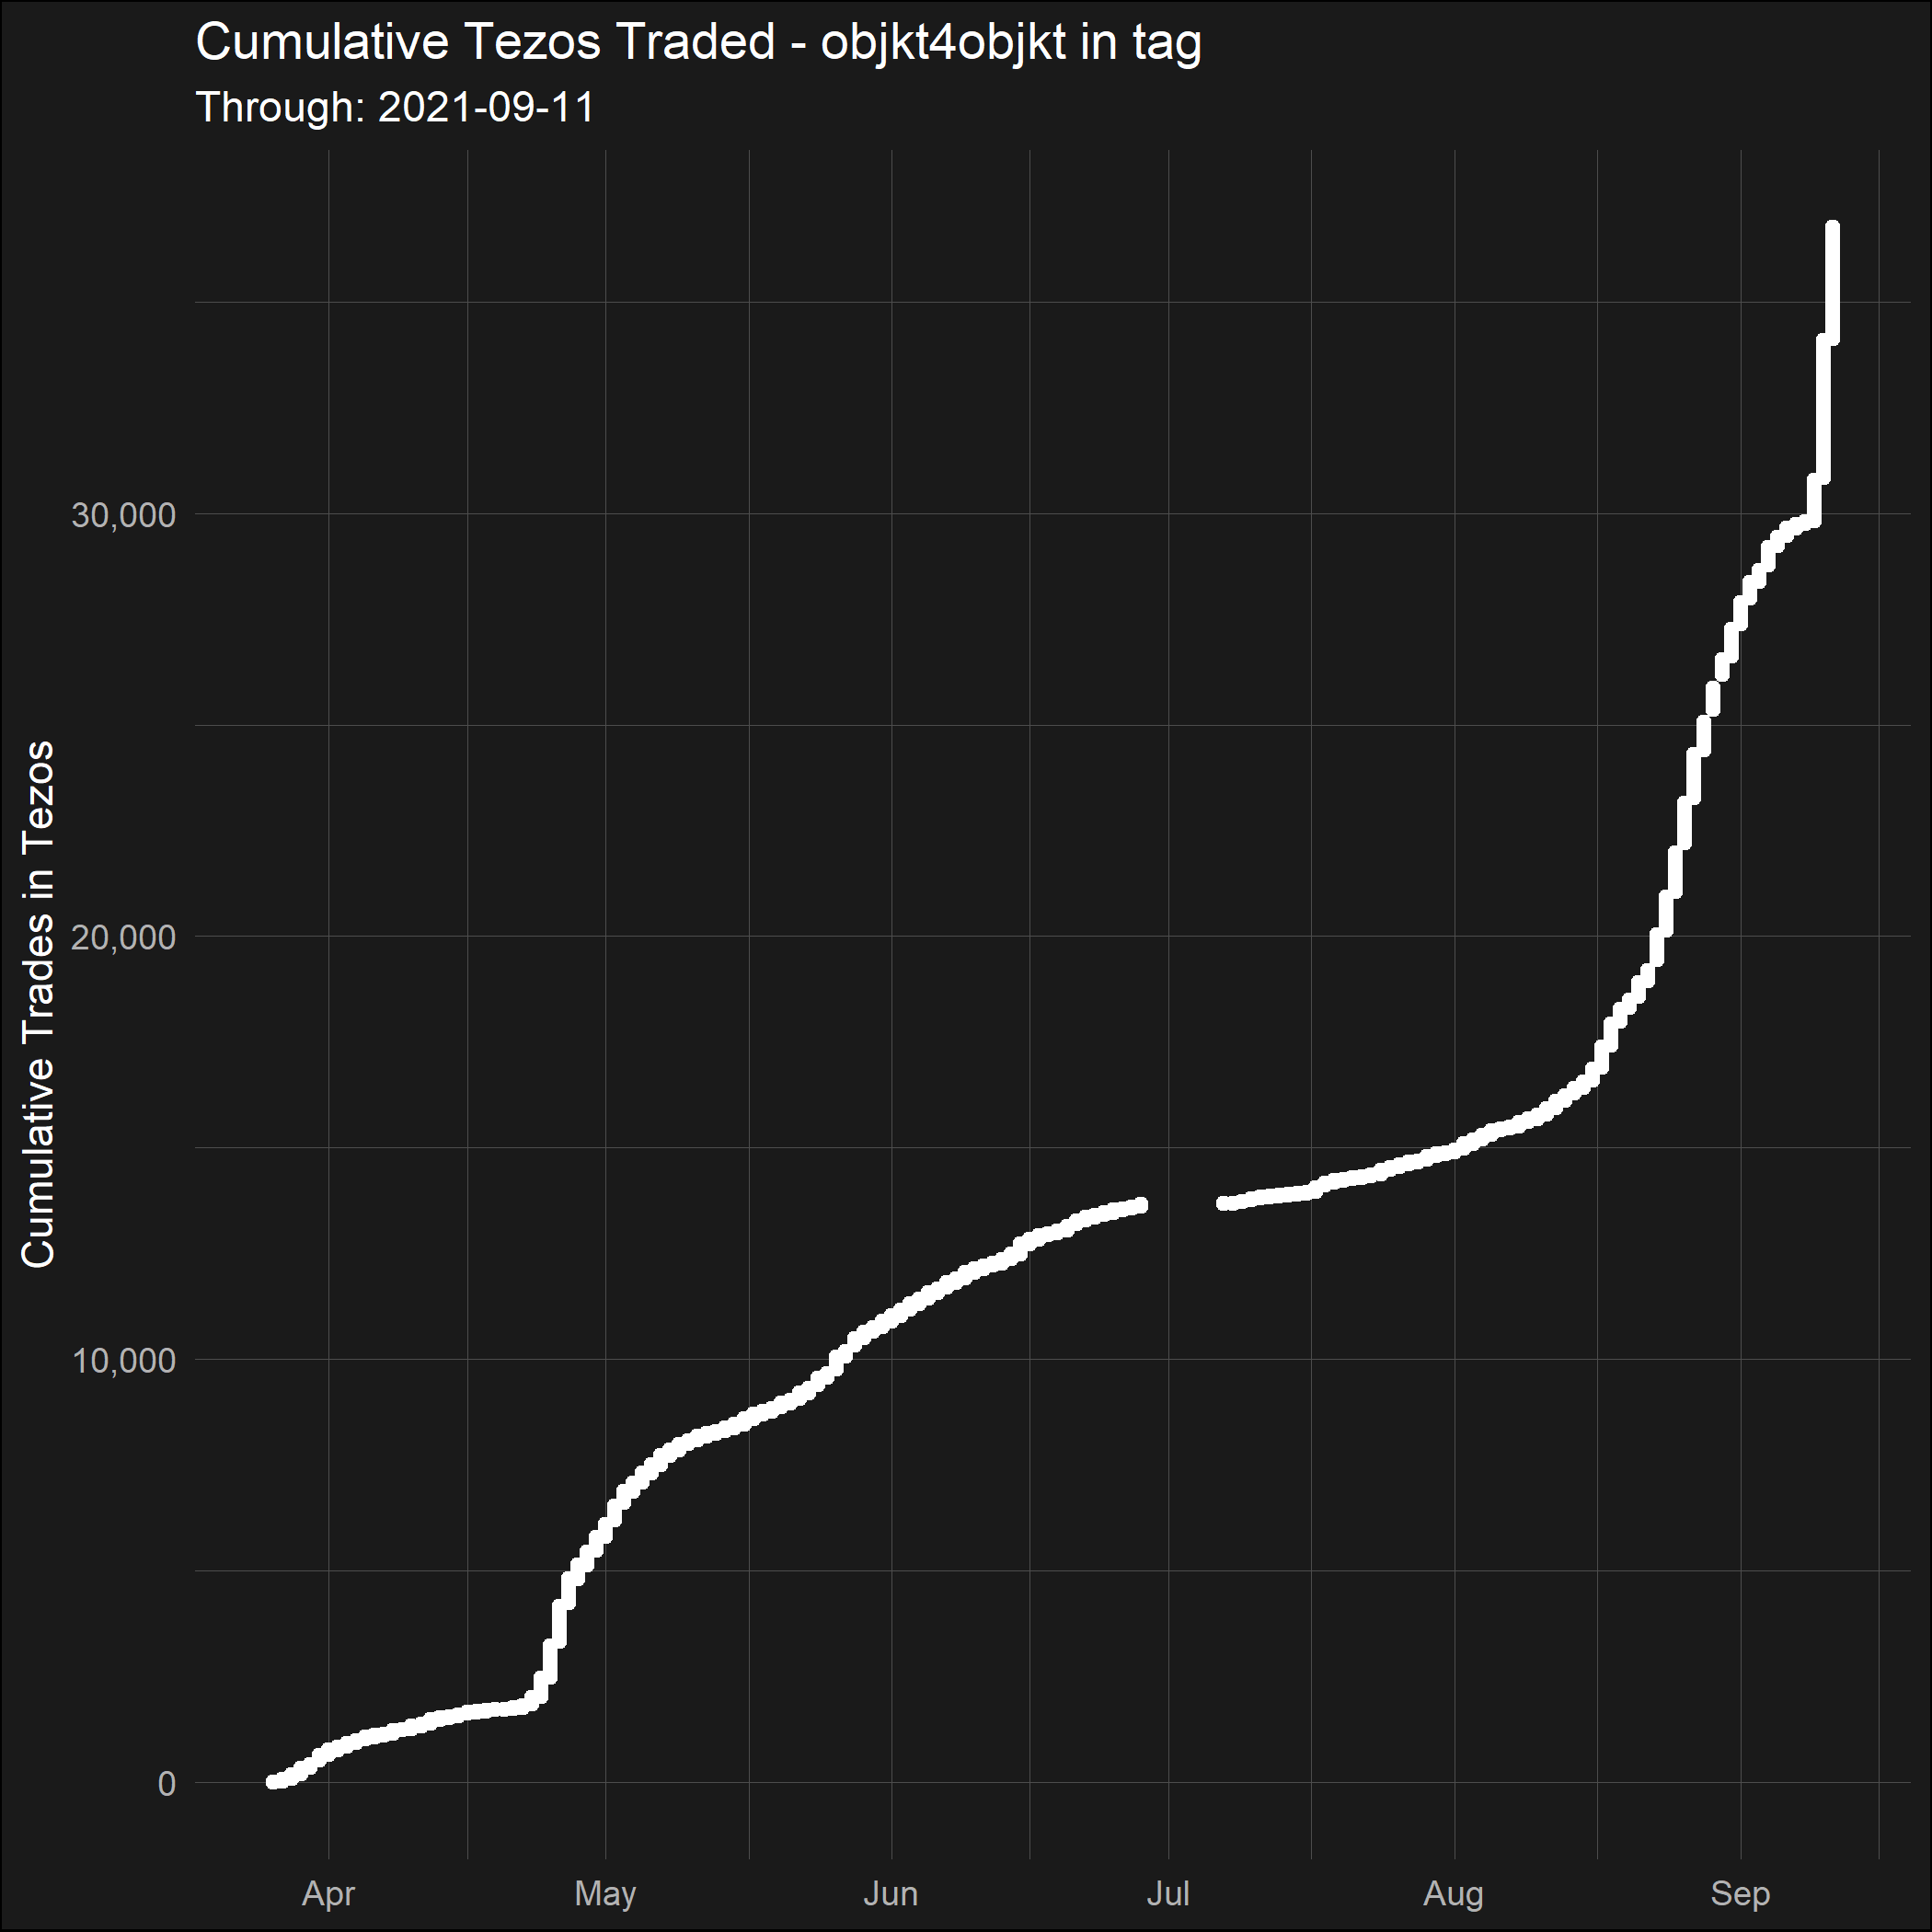 Cumulative Tezos Traded - objkt4objkt in tag
Through: 2021-09-11
Cumulative Trades in Tezos
30,000
20,000
10,000
0
Apr May Jun Jul Aug Sep